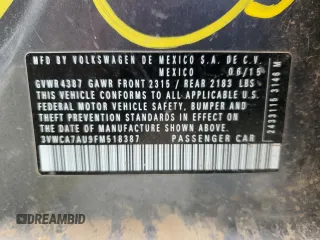 MFD BY VOLKSWAGEN DE MEXICO S.A. DE C.V.
MEXICO 06/15
GVWR 4387 GAWR FRONT 2315 / REAR 2183 LBS
THIS VEHICLE CONFORMS TO ALL APPLICABLE U.S.
FEDERAL MOTOR VEHICLE SAFETY, BUMPER AND
THEFT PREVENTION STANDARDS IN EFFECT ON
THE DATE OF MANUFACTURE SHOWN ABOVE.
3VWCA7AU9FM518387 PASSENGER CAR
2433116 3146 M
DREAMBID